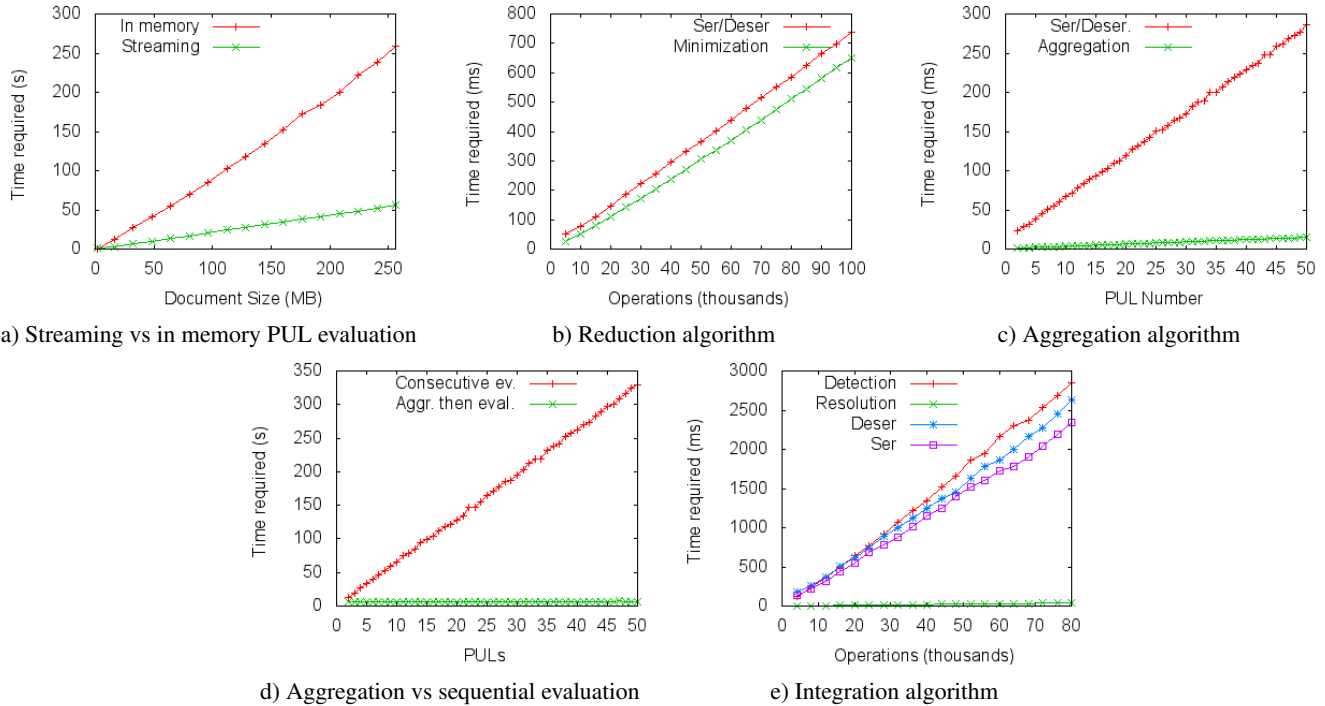 In memory
Streaming
Time required (s)
300
250
200
150
100
50
0
0 50 100 150 200 250
Document Size (MB)
a) Streaming vs in memory PUL evaluation
Ser/Deser
Minimization
Time required (ms)
800
700
600
500
400
300
200
100
0
0 10 20 30 40 50 60 70 80 90 100
Operations (thousands)
b) Reduction algorithm
Ser/Deser.
Aggregation
Time required (ms)
300
250
200
150
100
50
0
0 5 10 15 20 25 30 35 40 45 50
PUL Number
c) Aggregation algorithm
Consecutive ev.
Aggr. then eval.
Time required (s)
350
300
250
200
150
100
50
0
0 5 10 15 20 25 30 35 40 45 50
PULs
d) Aggregation vs sequential evaluation
Detection
Resolution
Deser
Ser
Time required (ms)
3000
2500
2000
1500
1000
500
0
0 10 20 30 40 50 60 70 80
Operations (thousands)
e) Integration algorithm